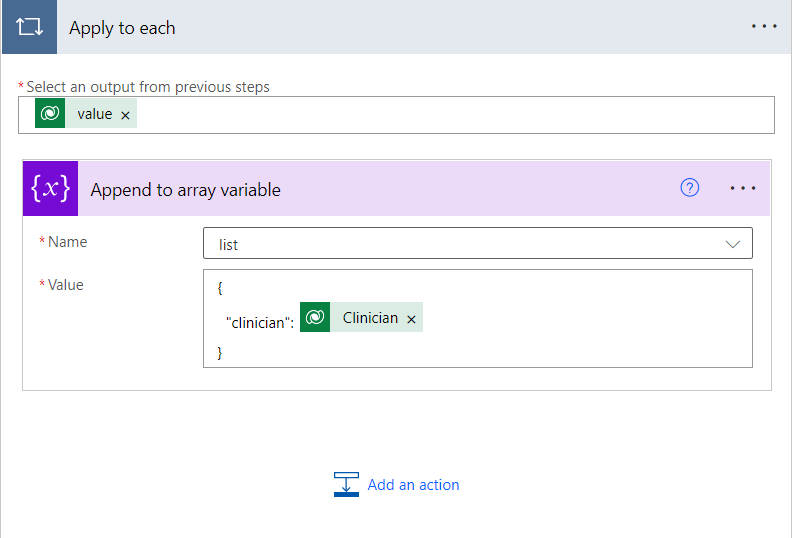 Apply to each
* Select an output from previous steps
value ×
{x} Append to array variable ?
* Name
list
* Value
{
"clinician": Clinician ×
}
Add an action